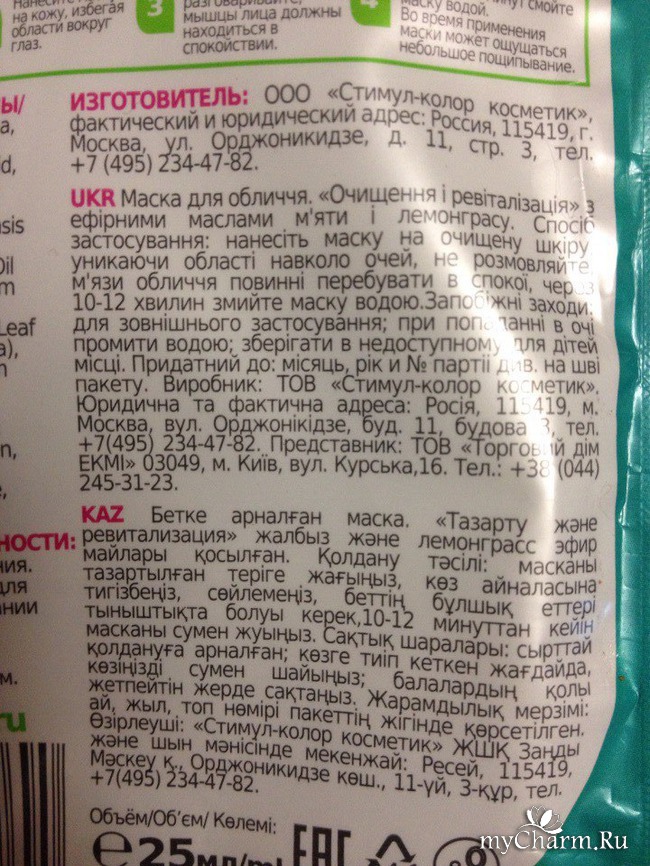 на кожу, избегая
области вокруг
глаз.
3
разговаривайте,
мышцы лица должны
находиться в
спокойствии.
4
смойте
маску водой.
Во время применения
маски может ощущаться
небольшое пощипывание.
Ы/
a,
d,
sis
Oil
m
Leaf
a),
n
n,
e,
НОСТИ:
ния.
для
ании
м.
ru
ИЗГОТОВИТЕЛЬ: ООО «Стимул-колор косметик»,
фактический и юридический адрес: Россия, 115419, г.
Москва, ул. Орджоникидзе, д. 11, стр. 3, тел.
+7 (495) 234-47-82.
UKR Маска для обличчя. «Очищення і ревіталізація» з
ефірними маслами м'яти і лемонграсу. Спосіб
застосування: нанесіть маску на очищену шкіру
уникаючи області навколо очей, не розмовляйте,
м'язи обличчя повинні перебувати в спокої, через
10-12 хвилин змийте маску водою.Запобіжні заходи:
для зовнішнього застосування; при попаданні в очі
промити водою; зберігати в недоступному для дітей
місці. Придатний до: місяць, рік и № партії див. на шві
пакету. Виробник: ТОВ «Стимул-колор косметик».
Юридична та фактична адреса: Росія, 115419, м.
Москва, вул. Орджонікідзе, буд. 11, будова 3, тел.
+7(495) 234-47-82. Представник: ТОВ «Торговий дім
ЕКМІ» 03049, м. Київ, вул. Курська,16. Тел.: +38 (044)
245-31-23.
KAZ Бетке арналған маска. «Тазарту және
ревитализация» жалбыз және лемонграсс эфир
майлары қосылған. Қолдану тәсілі: масканы
тазартылған теріге жағыңыз, көз айналасына
тигізбеңіз, сөйлемеңіз, беттің бұлшық еттері
тыныштықта болуы керек,10-12 минуттан кейін
масканы сумен жуыңыз. Сақтық шаралары: сырттай
қолдануға арналған; көзге тиіп кеткен жағдайда,
көзіңізді сумен шайыңыз; балалардың қолы
жетпейтін жерде сақтаңыз. Жарамдылық мерзімі:
ай, жыл, топ нөмірі пакеттің жігінде көрсетілген.
Өзірлеуші: «Стимул-колор косметик» ЖШҚ Заңды
және шын мәнісінде мекенжай: Ресей, 115419,
Мәскеу қ., Орджоникидзе көш., 11-үй, 3-құр, тел.
+7(495) 234-47-82.
Объём/Об'єм/ Көлемі:
e 25мл/ml
EAC
myCharm.Ru